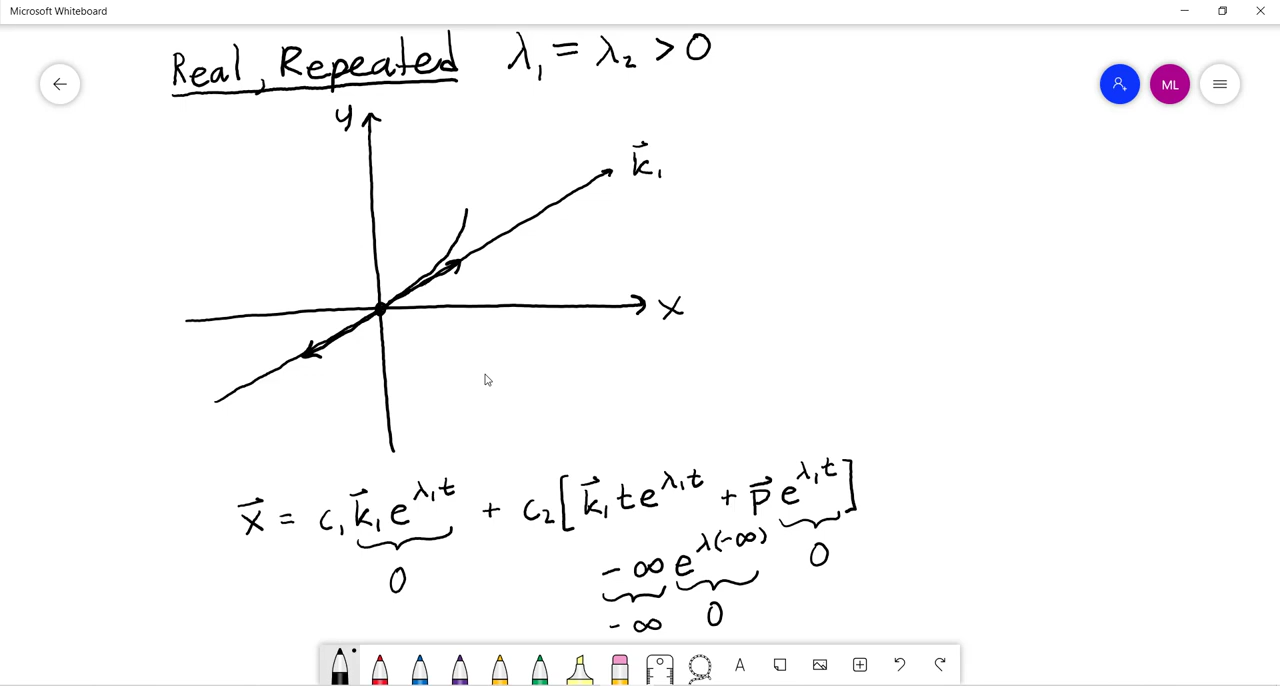 Microsoft Whiteboard
Real, Repeated λ₁ = λ₂ > 0
ML
y
k⃗₁
x
x⃗ = c₁k⃗₁e^{λ₁t} + c₂[k⃗₁te^{λ₁t} + p⃗e^{λ₁t}]
-∞e^{λ(-∞)} 0
0
-∞ 0
A